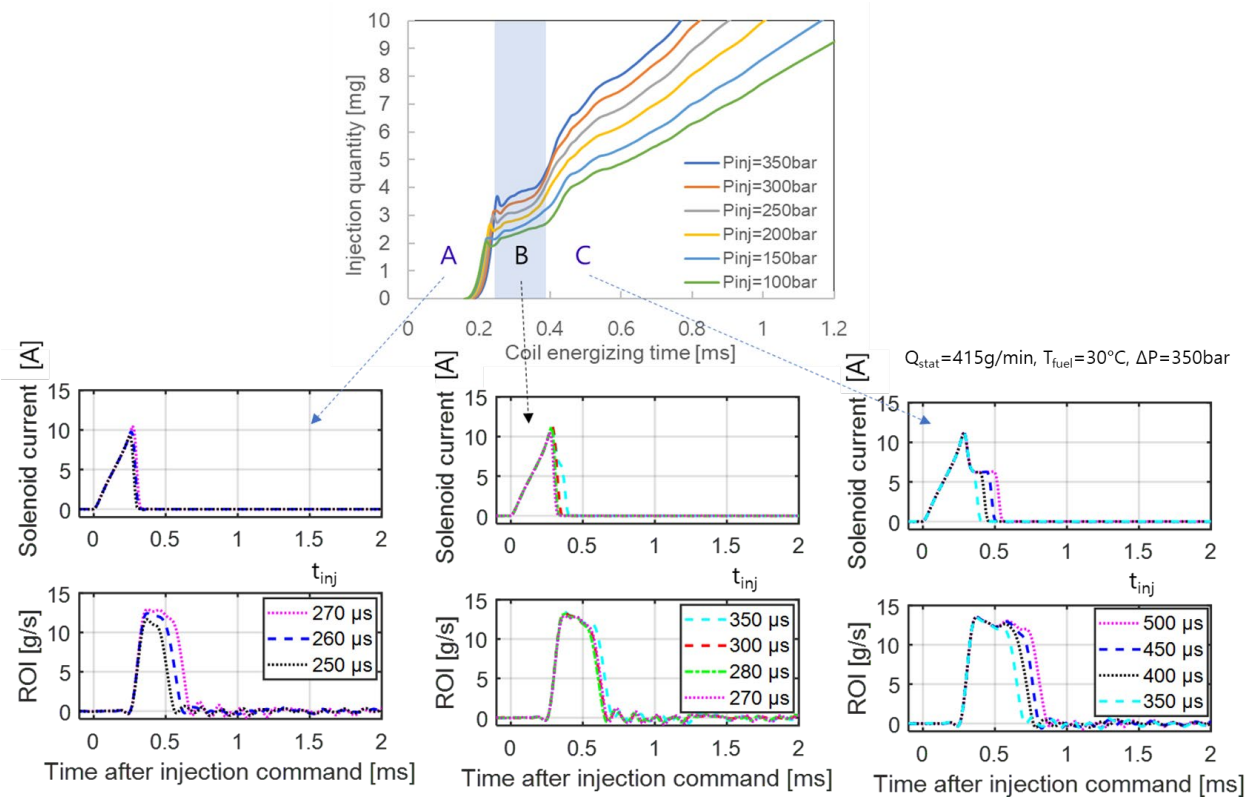 10
9
8
7
6
5
4
3
2
1
0
Injection quantity [mg]
A
B
C
Pinj=350bar
Pinj=300bar
Pinj=250bar
Pinj=200bar
Pinj=150bar
Pinj=100bar
0 0.2 0.4 0.6 0.8 1 1.2
Coil energizing time [ms]
Qstat=415g/min, Tfuel=30°C, ΔP=350bar
Solenoid current [A]
15
10
5
0
0 0.5 1 1.5 2
Solenoid current [A]
15
10
5
0
0 0.5 1 1.5 2
Solenoid current [A]
15
10
5
0
0 0.5 1 1.5 2
tinj
ROI [g/s]
15
10
5
0
270 µs
260 µs
250 µs
0 0.5 1 1.5 2
Time after injection command [ms]
tinj
ROI [g/s]
15
10
5
0
350 µs
300 µs
280 µs
270 µs
0 0.5 1 1.5 2
Time after injection command [ms]
tinj
ROI [g/s]
15
10
5
0
500 µs
450 µs
400 µs
350 µs
0 0.5 1 1.5 2
Time after injection command [ms]